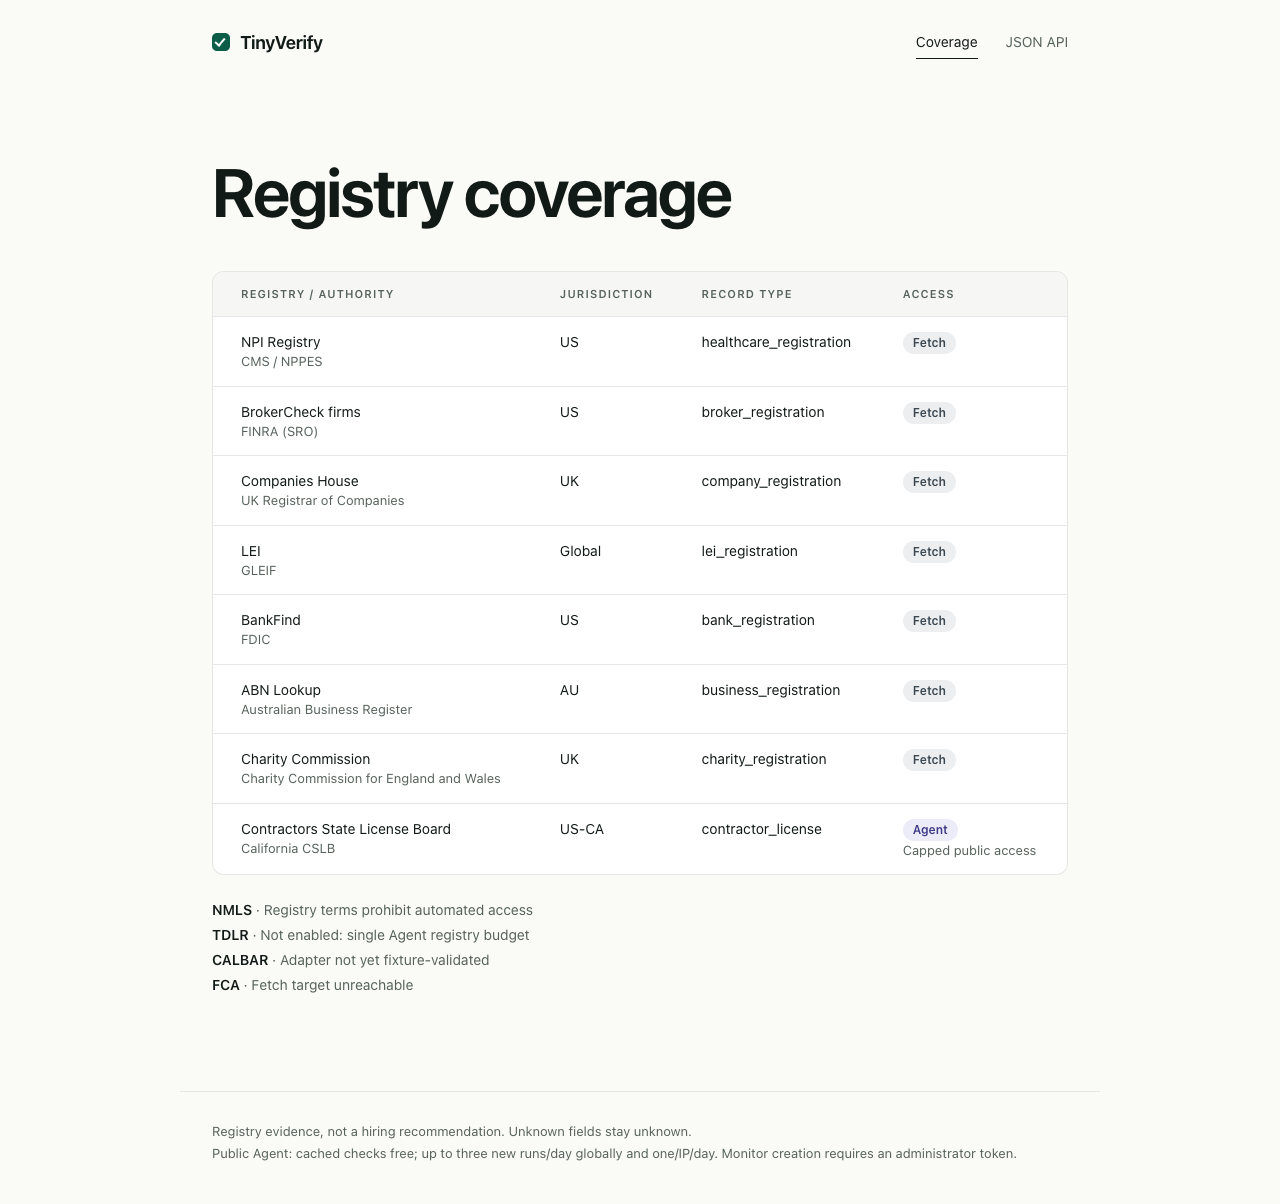 TinyVerify
Coverage JSON API
Registry coverage
REGISTRY / AUTHORITY JURISDICTION RECORD TYPE ACCESS
NPI Registry US healthcare_registration Fetch
CMS / NPPES
BrokerCheck firms US broker_registration Fetch
FINRA (SRO)
Companies House UK company_registration Fetch
UK Registrar of Companies
LEI Global lei_registration Fetch
GLEIF
BankFind US bank_registration Fetch
FDIC
ABN Lookup AU business_registration Fetch
Australian Business Register
Charity Commission UK charity_registration Fetch
Charity Commission for England and Wales
Contractors State License Board US-CA contractor_license Agent
California CSLB Capped public access
NMLS · Registry terms prohibit automated access
TDLR · Not enabled: single Agent registry budget
CALBAR · Adapter not yet fixture-validated
FCA · Fetch target unreachable
Registry evidence, not a hiring recommendation. Unknown fields stay unknown.
Public Agent: cached checks free; up to three new runs/day globally and one/IP/day. Monitor creation requires an administrator token.